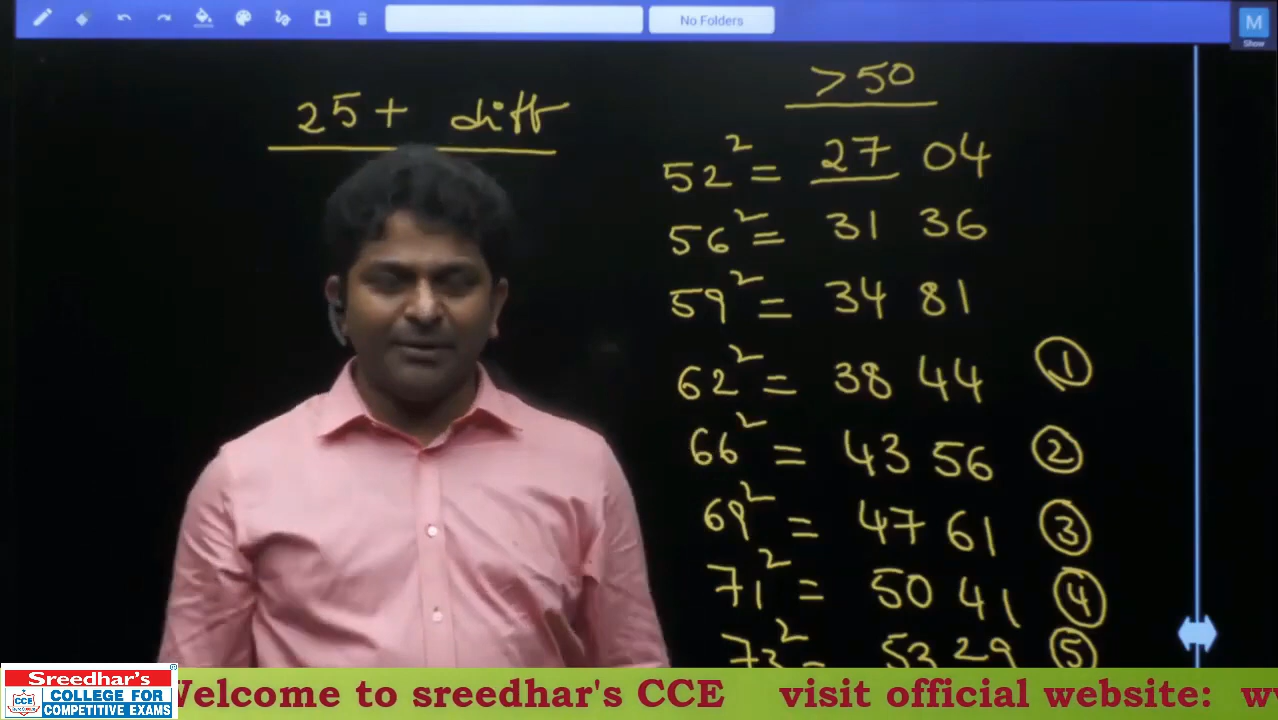 No Folders
M
Show
25+ diff
>50
52² = 27 04
56² = 31 36
59² = 34 81
62² = 38 44 ①
66² = 43 56 ②
69² = 47 61 ③
71² = 50 41 ④
73² = 53 29 ⑤
Sreedhar's
CCE
COLLEGE FOR
COMPETITIVE EXAMS
Welcome to sreedhar's CCE visit official website: w